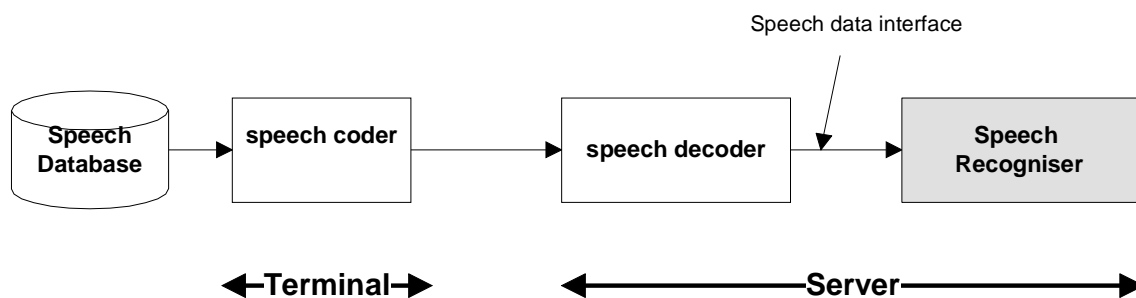 Speech data interface
Speech
Database
speech coder
speech decoder
Speech
Recogniser
Terminal
Server